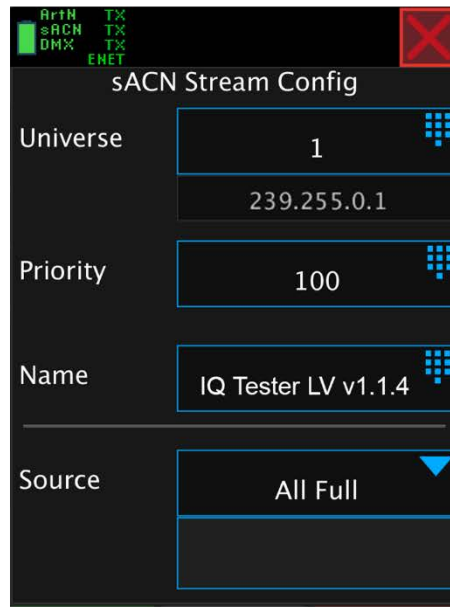 ArtN TX
sACN TX
DMX TX
ENET
sACN Stream Config
Universe
1
239.255.0.1
Priority
100
Name
IQ Tester LV v1.1.4
Source
All Full